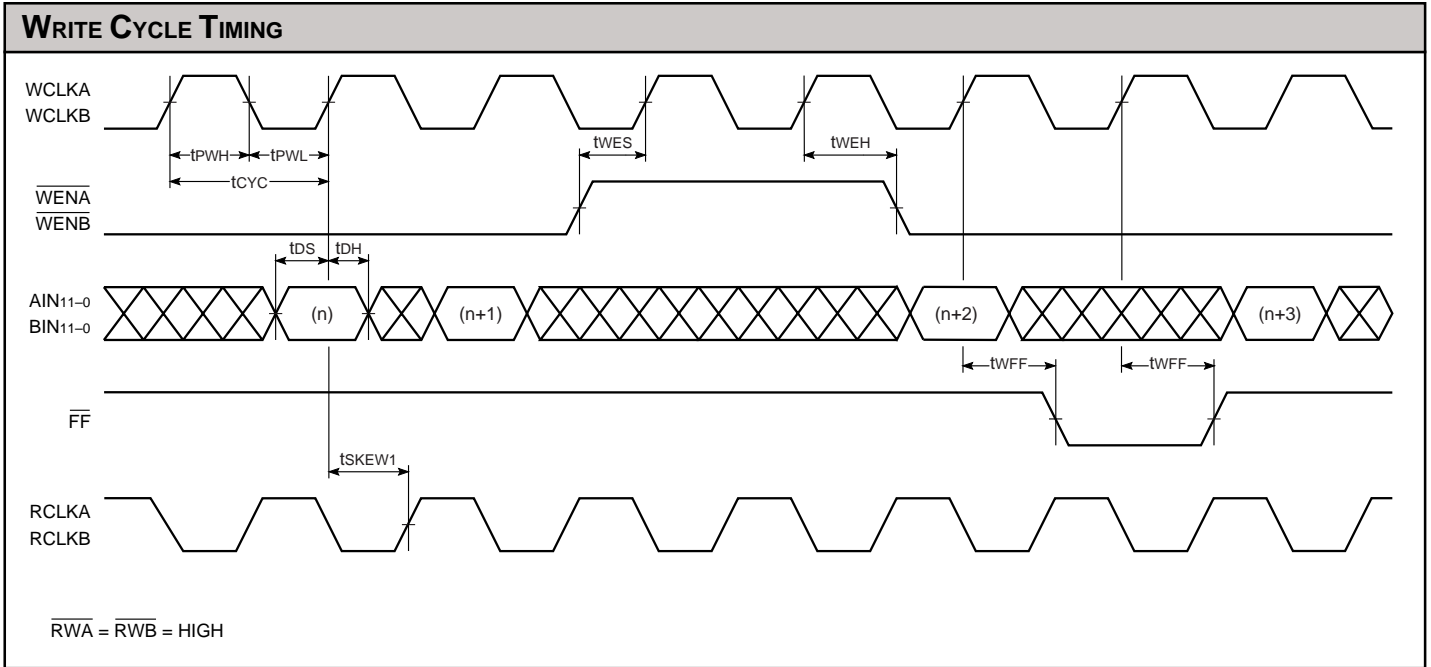 WRITE CYCLE TIMING
WCLKA
WCLKB
tPWH
tPWL
tCYC
tWES
tWEH
WENA
WENB
tDS
tDH
AIN11–0
BIN11–0
(n)
(n+1)
(n+2)
(n+3)
tWFF
tWFF
FF
tSKEW1
RCLKA
RCLKB
RWA = RWB = HIGH